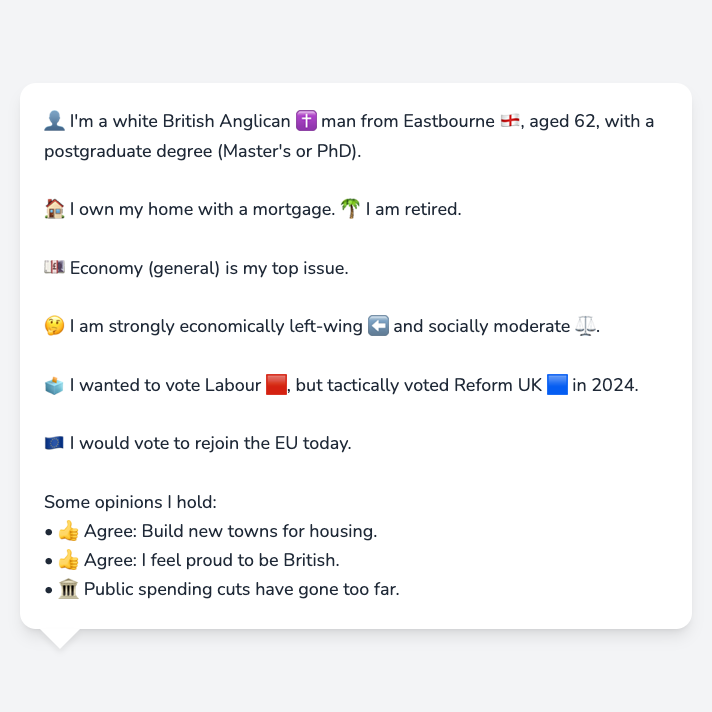 👤 I'm a white British Anglican ✝️ man from Eastbourne 🏴󠁧󠁢󠁥󠁮󠁧󠁿, aged 62, with a
postgraduate degree (Master's or PhD).
🏠 I own my home with a mortgage. 🌴 I am retired.
💷 Economy (general) is my top issue.
🤔 I am strongly economically left-wing ⬅️ and socially moderate ⚖️.
🗳️ I wanted to vote Labour 🟥, but tactically voted Reform UK 🟦 in 2024.
🇪🇺 I would vote to rejoin the EU today.
Some opinions I hold:
• 👍 Agree: Build new towns for housing.
• 👍 Agree: I feel proud to be British.
• 🏛️ Public spending cuts have gone too far.